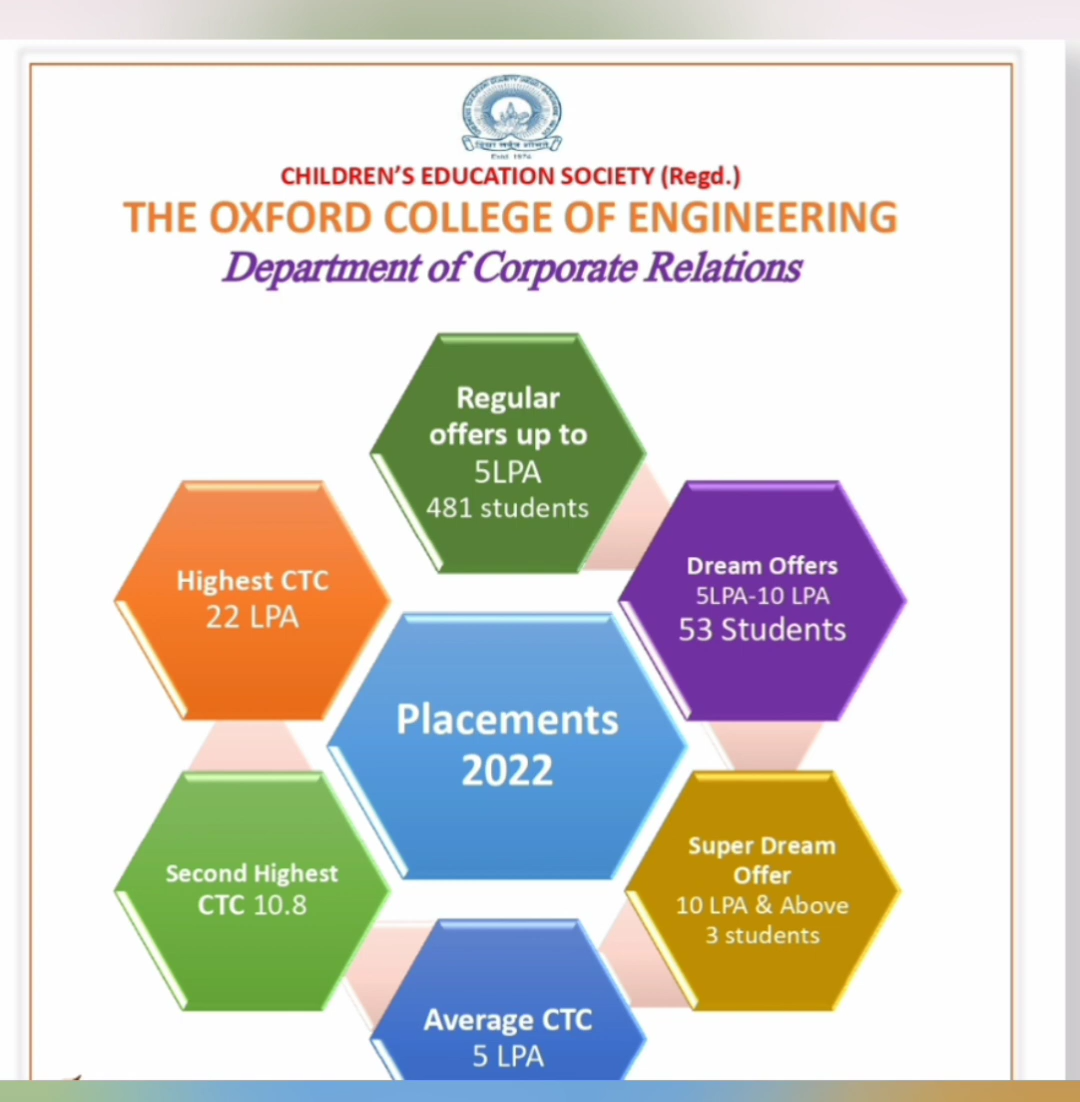 Estd 1974
CHILDREN'S EDUCATION SOCIETY (Regd.)
THE OXFORD COLLEGE OF ENGINEERING
Department of Corporate Relations
Regular
offers up to
5LPA
481 students
Dream Offers
5LPA-10 LPA
53 Students
Super Dream
Offer
10 LPA & Above
3 students
Average CTC
5 LPA
Second Highest
CTC 10.8
Highest CTC
22 LPA
Placements
2022